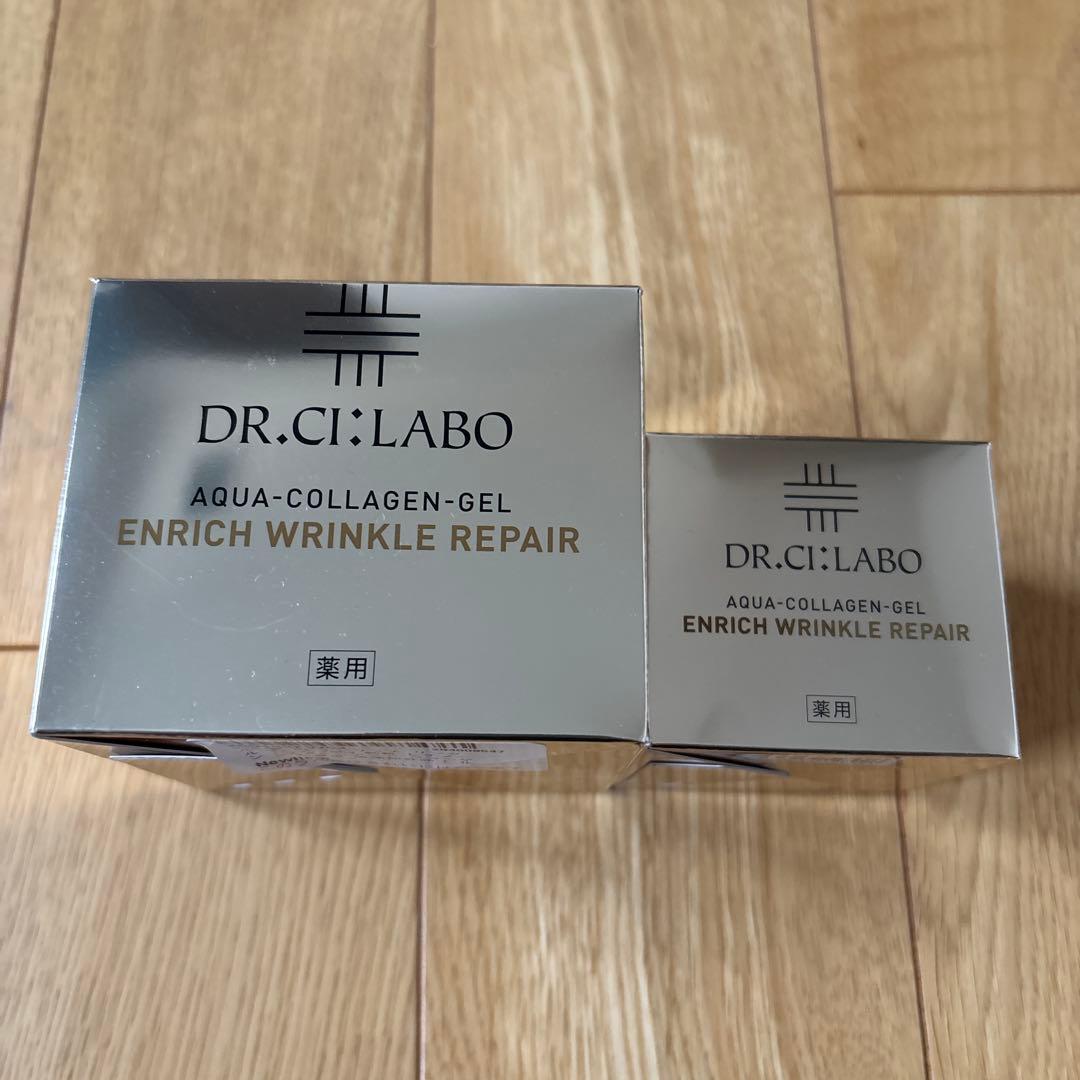 DR.CI:LABO
AQUA-COLLAGEN-GEL
ENRICH WRINKLE REPAIR
薬用
DR.CI:LABO
AQUA-COLLAGEN-GEL
ENRICH WRINKLE REPAIR
薬用